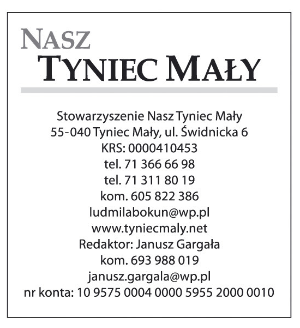 NASZ
TYNIEC MAŁY
Stowarzyszenie Nasz Tyniec Mały
55-040 Tyniec Mały, ul. Świdnicka 6
KRS: 0000410453
tel. 71 366 66 98
tel. 71 311 80 19
kom. 605 822 386
ludmilabokun@wp.pl
www.tyniecmaly.net
Redaktor: Janusz Gargała
kom. 693 988 019
janusz.gargala@wp.pl
nr konta: 10 9575 0004 0000 5955 2000 0010